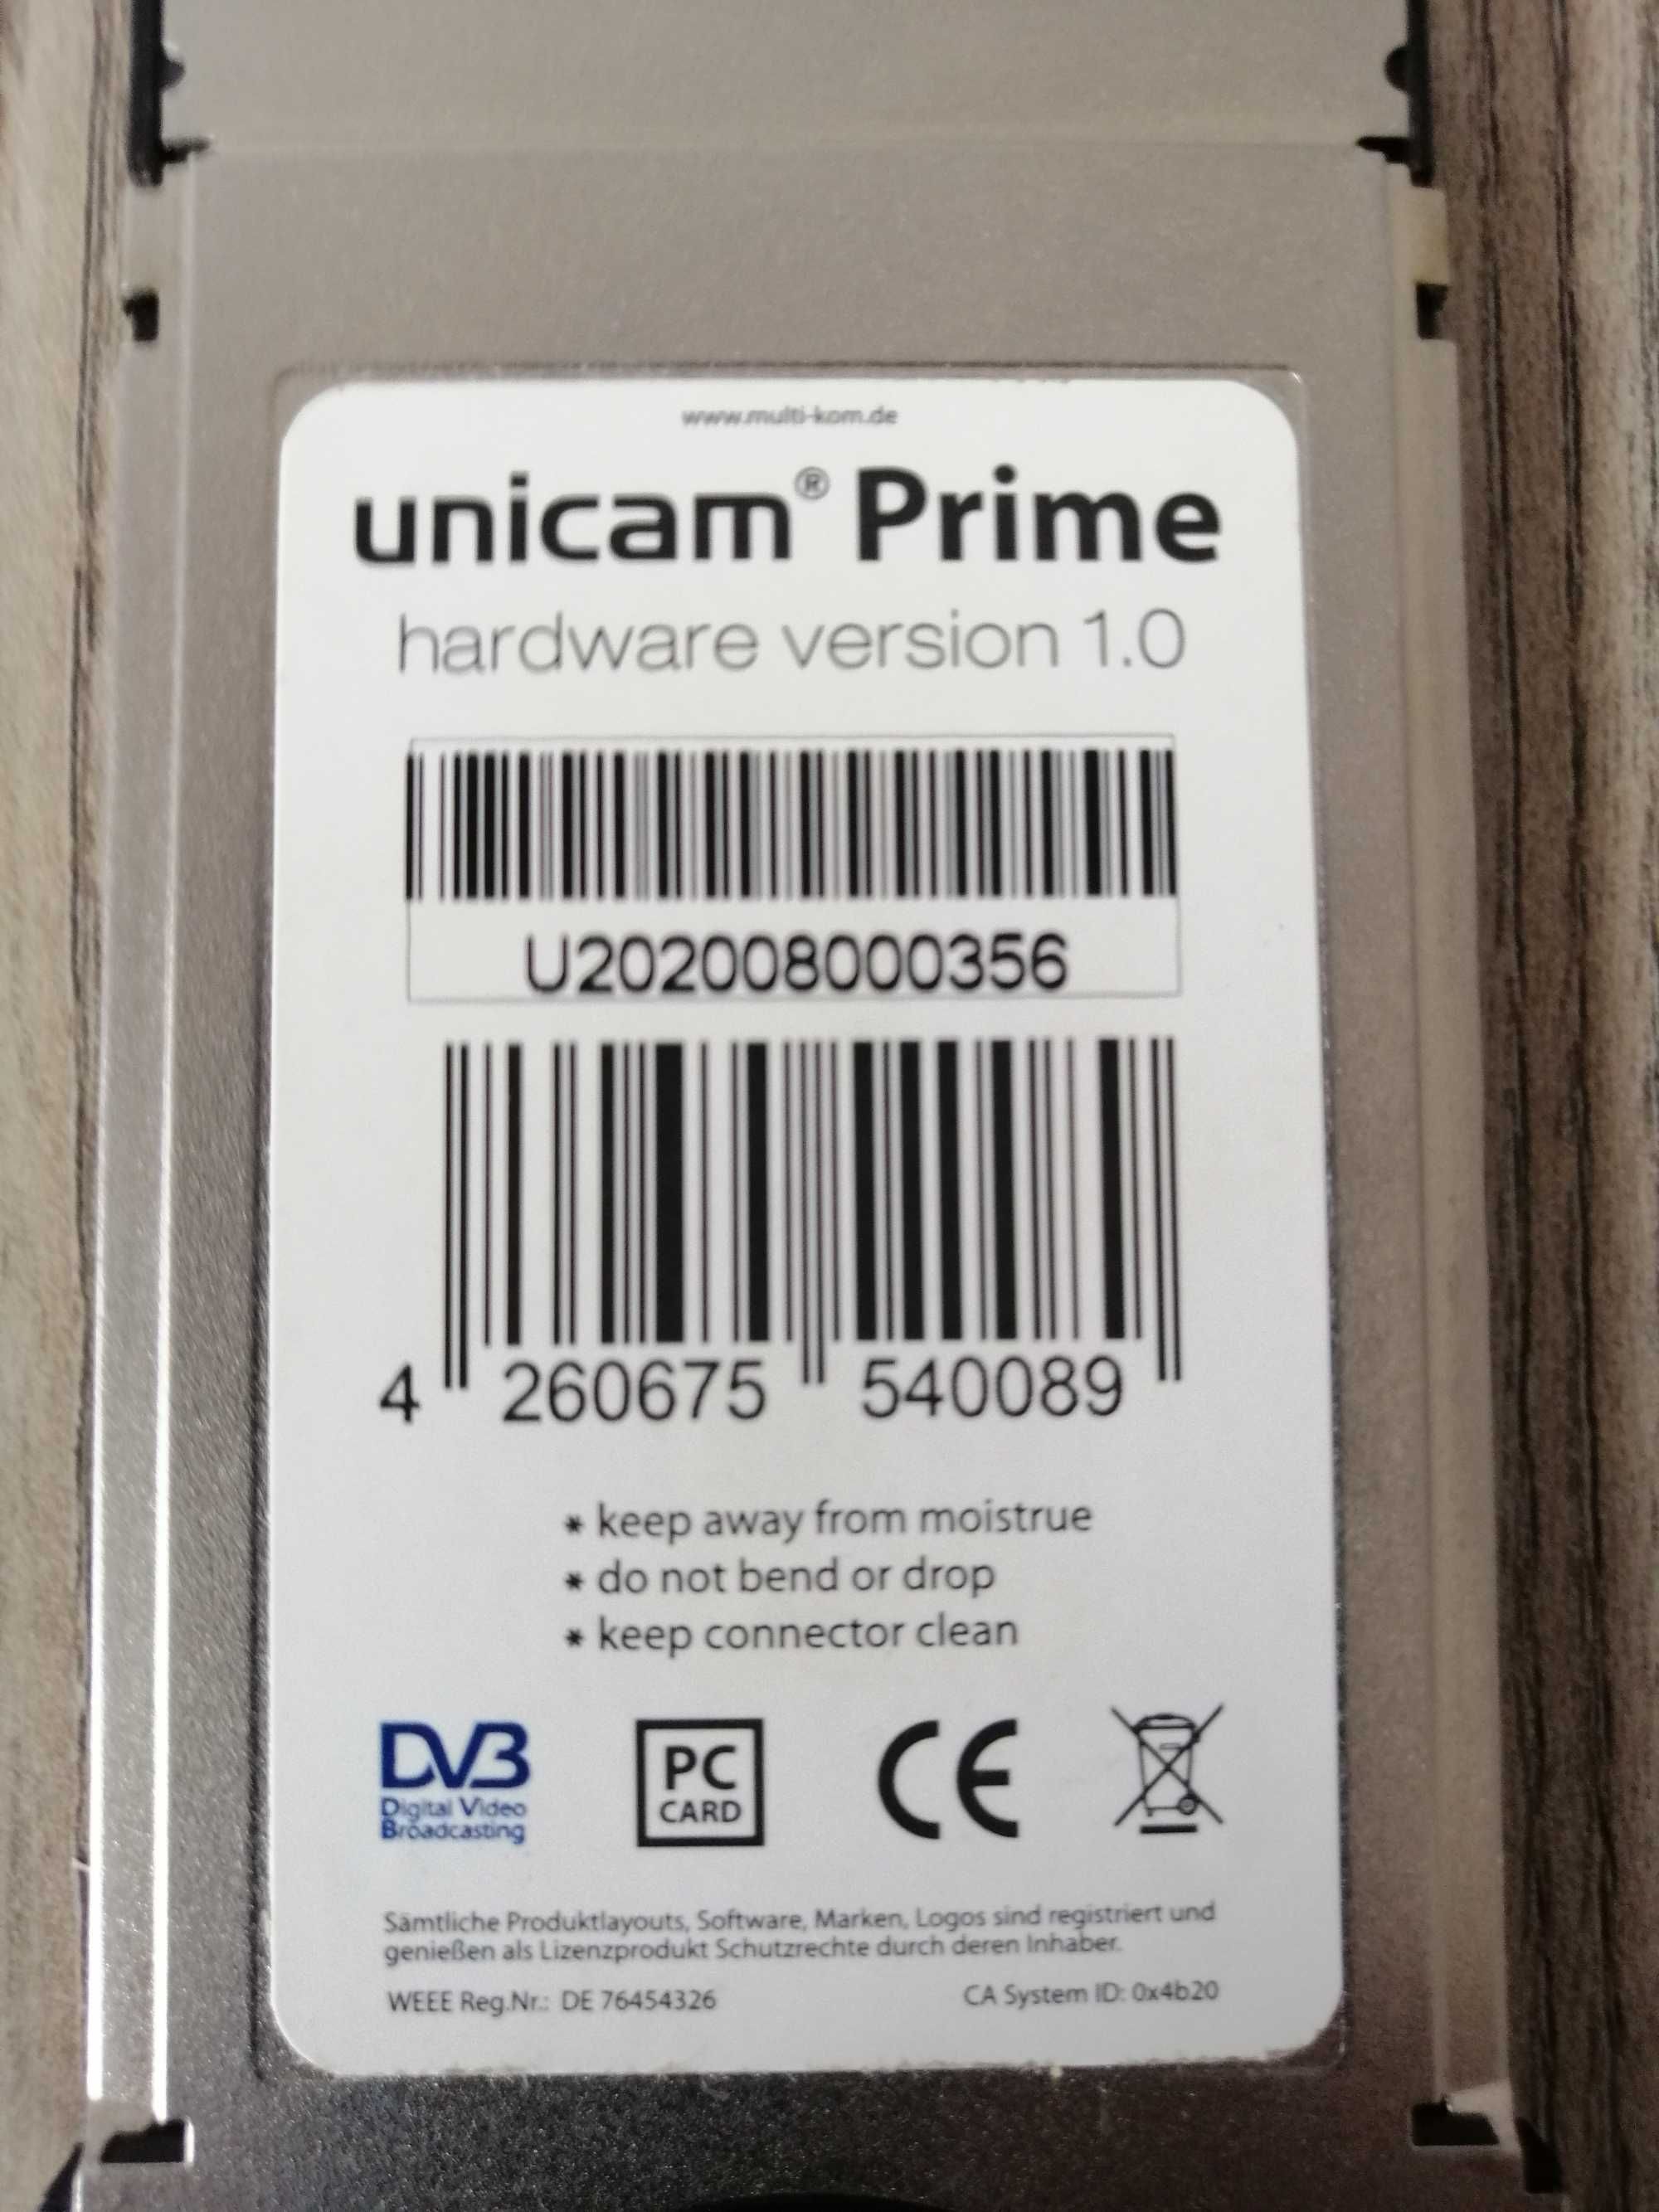 www.multi-kom.de
unicam® Prime
hardware version 1.0
U202008000356
4 260675 540089
* keep away from moistrue
* do not bend or drop
* keep connector clean
DVB
Digital Video
Broadcasting
PC
CARD
CE
Sämtliche Produktlayouts, Software, Marken, Logos sind registriert und
genießen als Lizenzprodukt Schutzrechte durch deren Inhaber.
WEEE Reg.Nr.: DE 76454326 CA System ID: 0x4b20